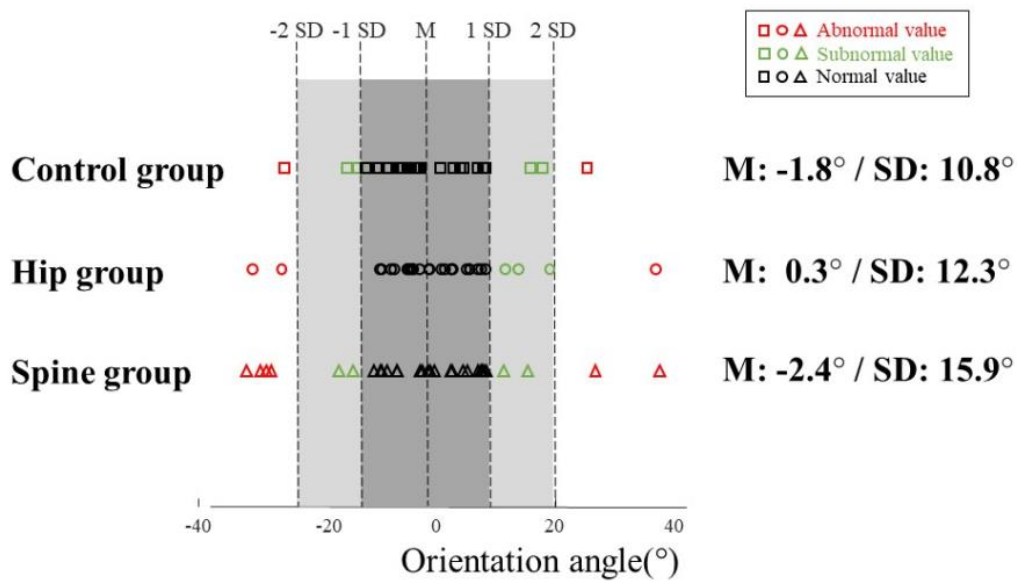 -2 SD -1 SD M 1 SD 2 SD
Abnormal value
Subnormal value
Normal value
Control group M: -1.8° / SD: 10.8°
Hip group M: 0.3° / SD: 12.3°
Spine group M: -2.4° / SD: 15.9°
-40 -20 0 20 40
Orientation angle(°)